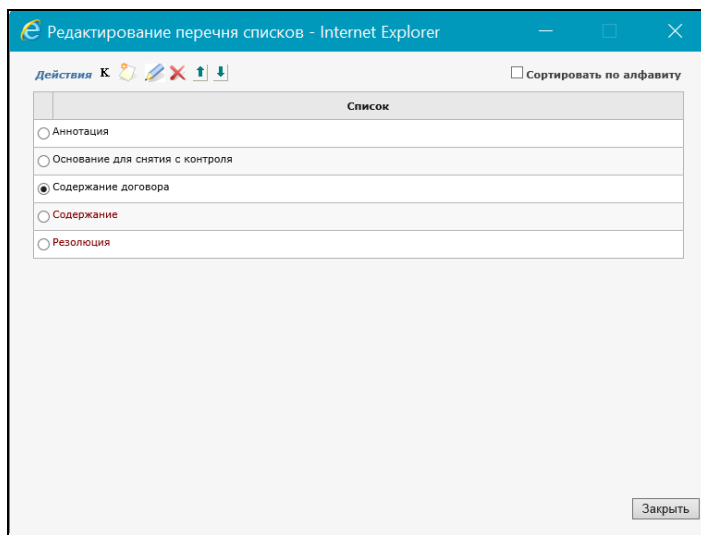 Редактирование перечня списков - Internet Explorer
Действия К Сортировать по алфавиту
Список
Аннотация
Основание для снятия с контроля
Содержание договора
Содержание
Резолюция
Закрыть